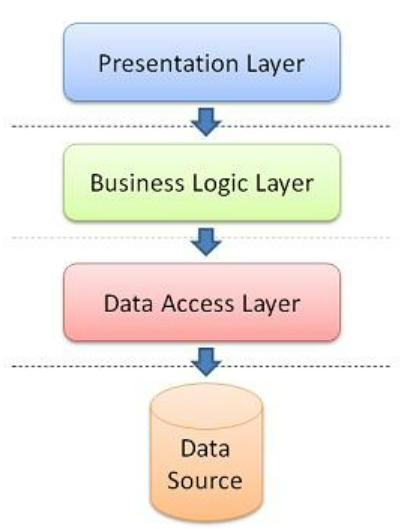 Presentation Layer
Business Logic Layer
Data Access Layer
Data
Source